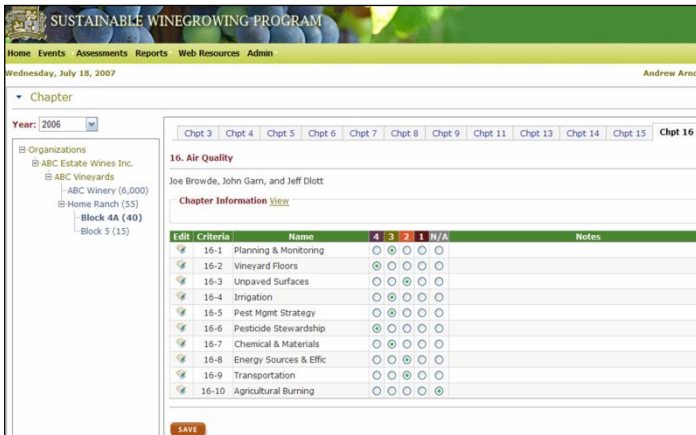 SUSTAINABLE WINEGROWING PROGRAM
Home Events Assessments Reports Web Resources Admin
Wednesday, July 18, 2007 Andrew Arno
Chapter
Year: 2006
Chpt 3 Chpt 4 Chpt 5 Chpt 6 Chpt 7 Chpt 8 Chpt 9 Chpt 11 Chpt 13 Chpt 14 Chpt 15 Chpt 16
Organizations
ABC Estate Wines Inc.
ABC Vineyards
ABC Winery (6,000)
Home Ranch (55)
Block 4A (40)
Block 5 (15)
16. Air Quality
Joe Browde, John Garn, and Jeff Dlott
Chapter Information View
Edit Criteria Name 4 3 2 1 N/A Notes
16-1 Planning & Monitoring
16-2 Vineyard Floors
16-3 Unpaved Surfaces
16-4 Irrigation
16-5 Pest Mgmt Strategy
16-6 Pesticide Stewardship
16-7 Chemical & Materials
16-8 Energy Sources & Effic
16-9 Transportation
16-10 Agricultural Burning
SAVE